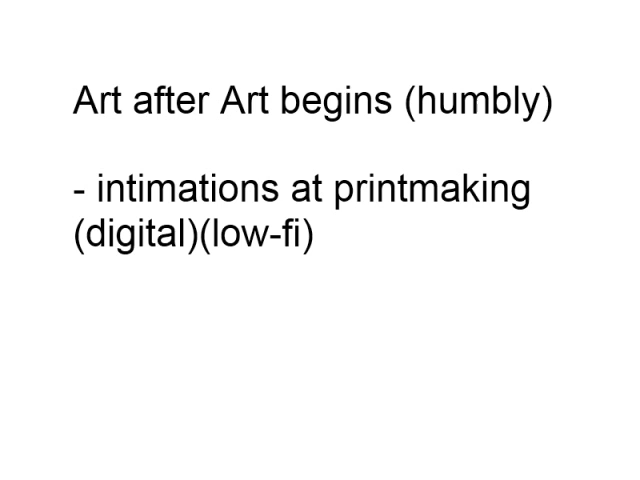 Art after Art begins (humbly)
- intimations at printmaking
(digital)(low-fi)